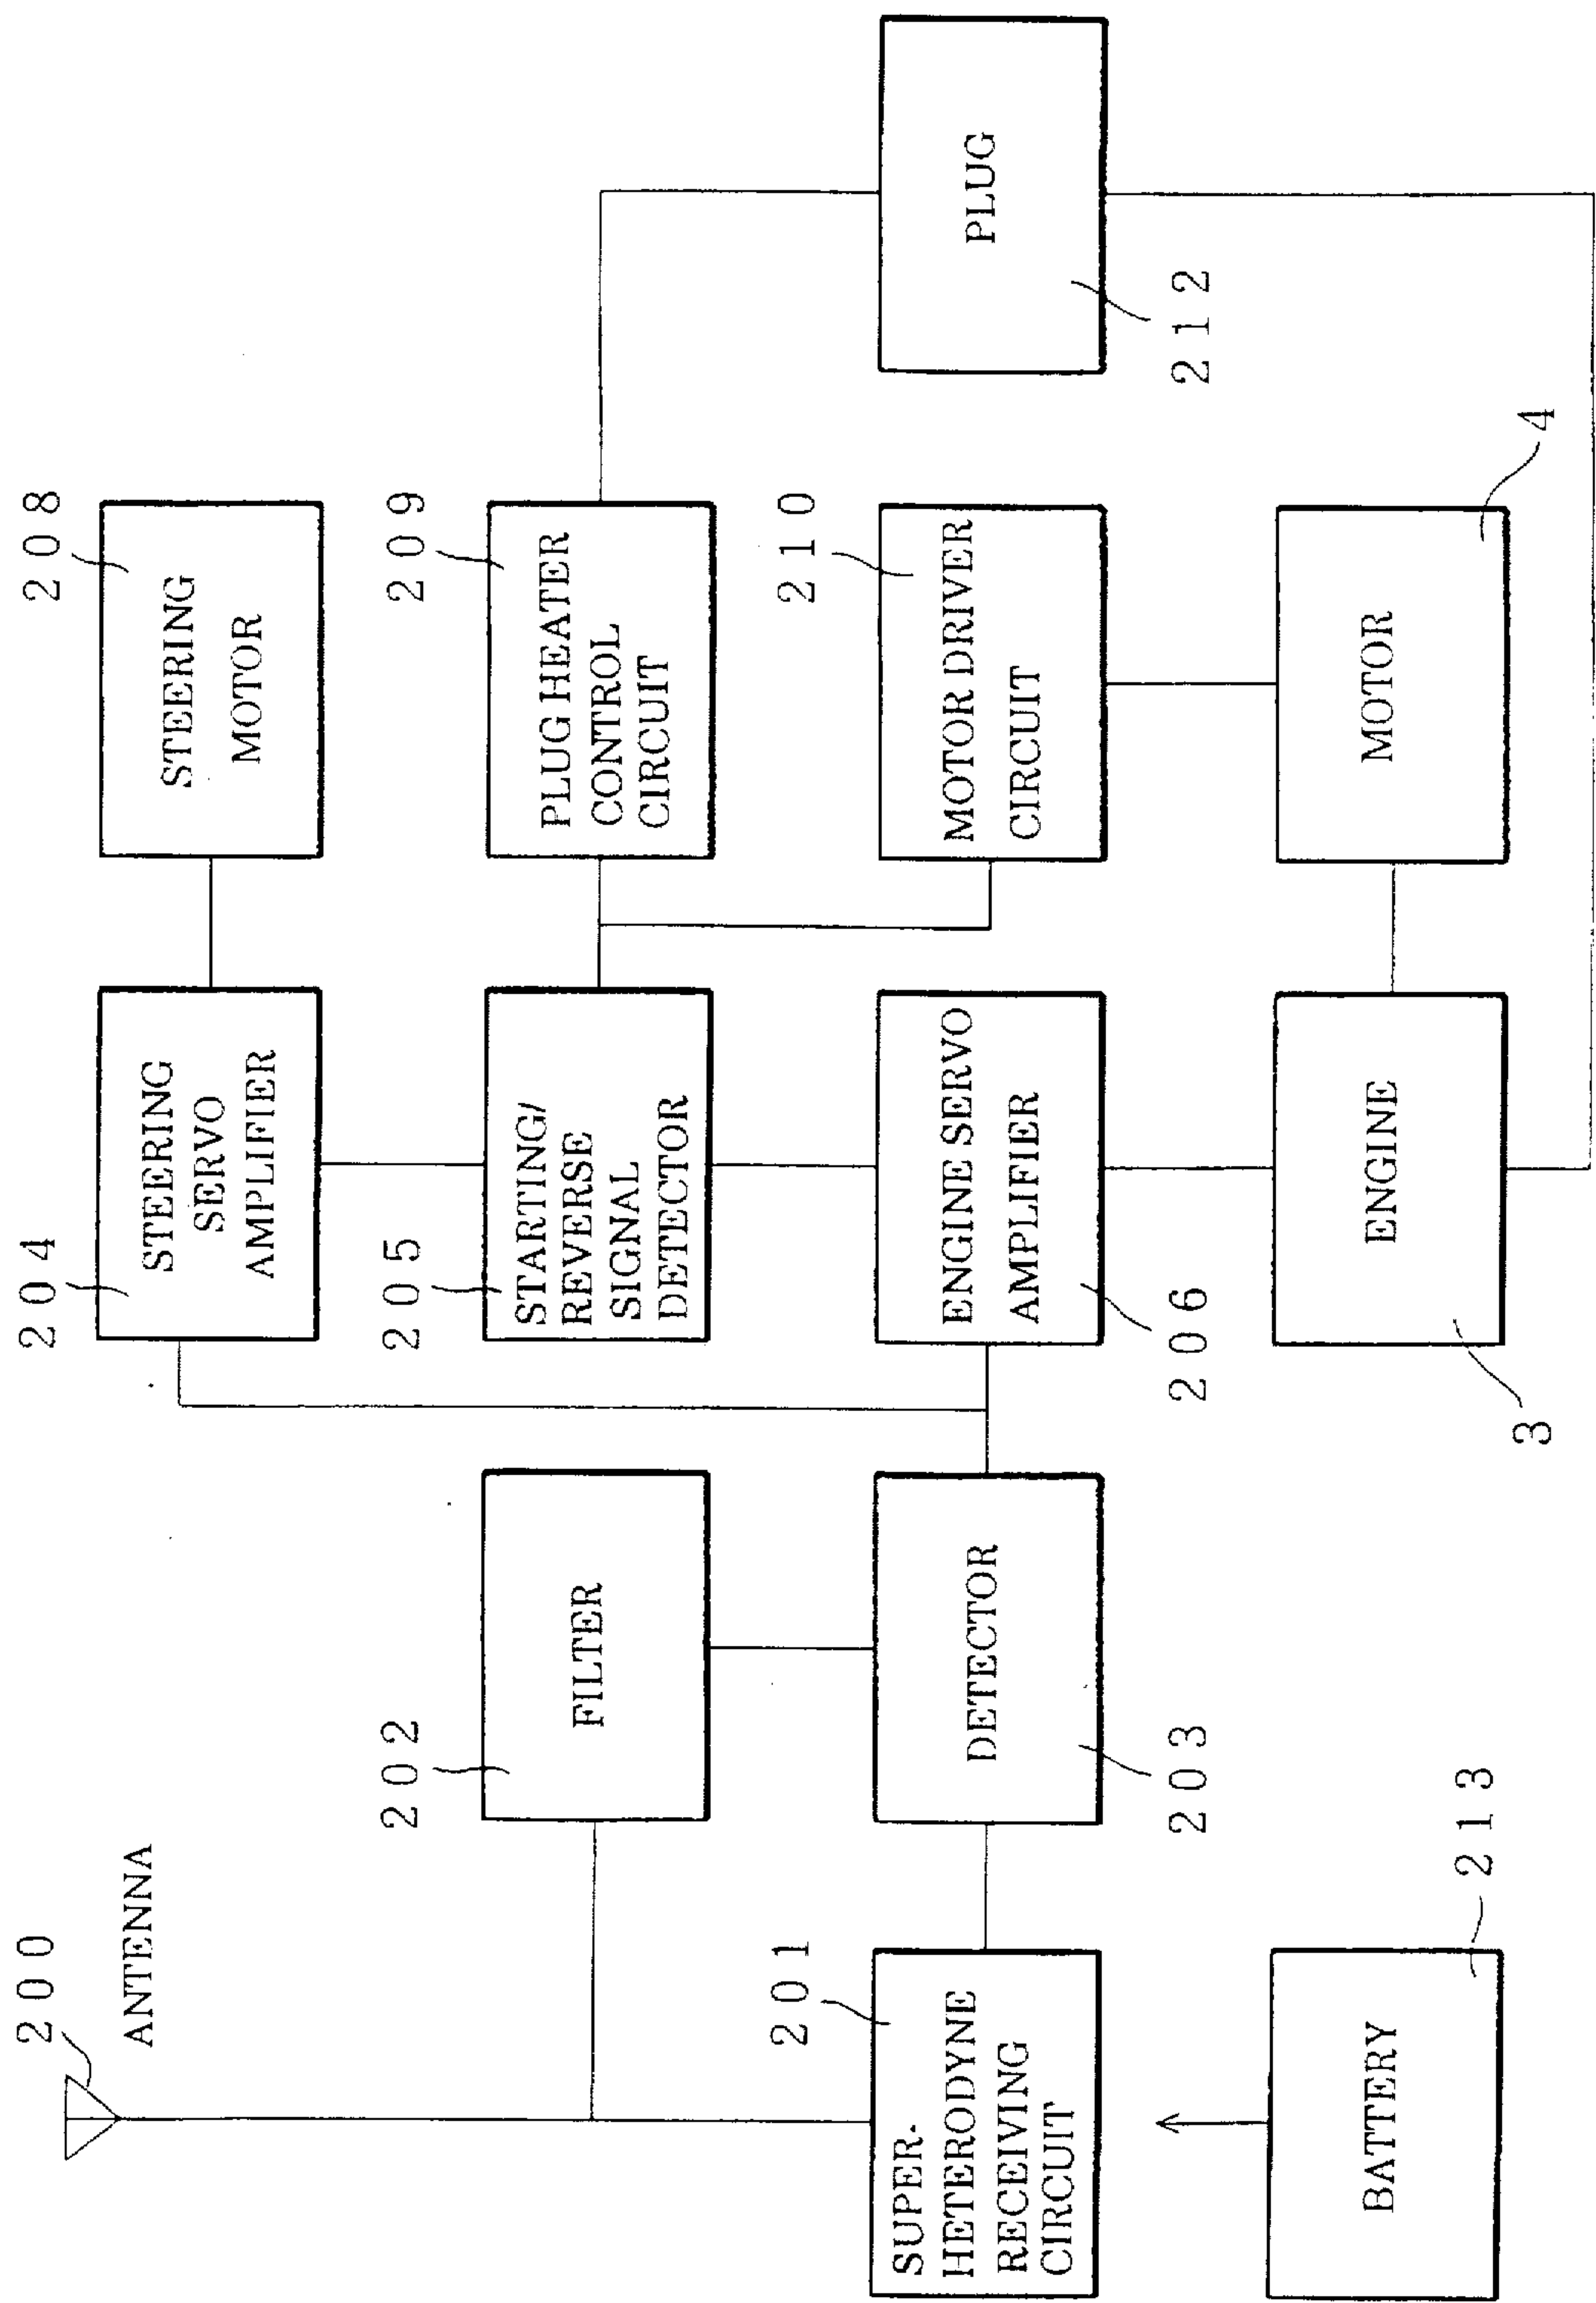 200
ANTENNA
204
STEERING
SERVO
AMPLIFIER
208
STEERING
MOTOR
202
FILTER
205
STARTING/
REVERSE
SIGNAL
DETECTOR
209
PLUG HEATER
CONTROL
CIRCUIT
201
SUPER-
HETERODYNE
RECEIVING
CIRCUIT
DETECTOR
203
ENGINE SERVO
AMPLIFIER
206
210
MOTOR DRIVER
CIRCUIT
PLUG
212
BATTERY
213
ENGINE
3
MOTOR
4